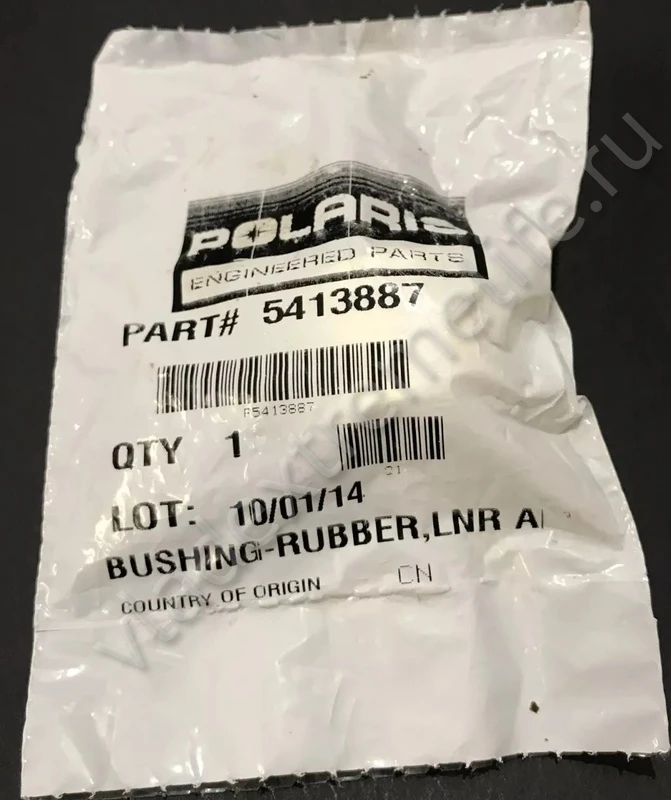 POLARIS
ENGINEERED PARTS
PART# 5413887
P5413887
QTY 1
Q1
LOT: 10/01/14
BUSHING-RUBBER,LNR A
COUNTRY OF ORIGIN CN